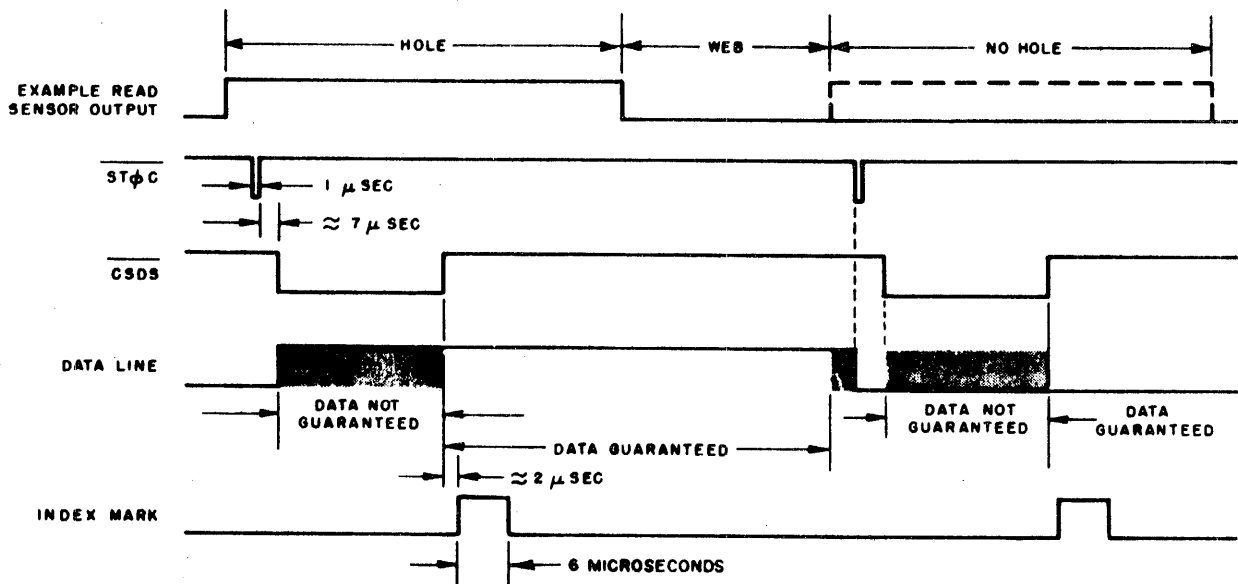 HOLE
WEB
NO HOLE
EXAMPLE READ
SENSOR OUTPUT
STϕC
1 μ SEC
≈ 7 μ SEC
CSDS
DATA LINE
DATA NOT
GUARANTEED
DATA NOT
GUARANTEED
DATA
GUARANTEED
DATA GUARANTEED
≈ 2 μ SEC
INDEX MARK
6 MICROSECONDS